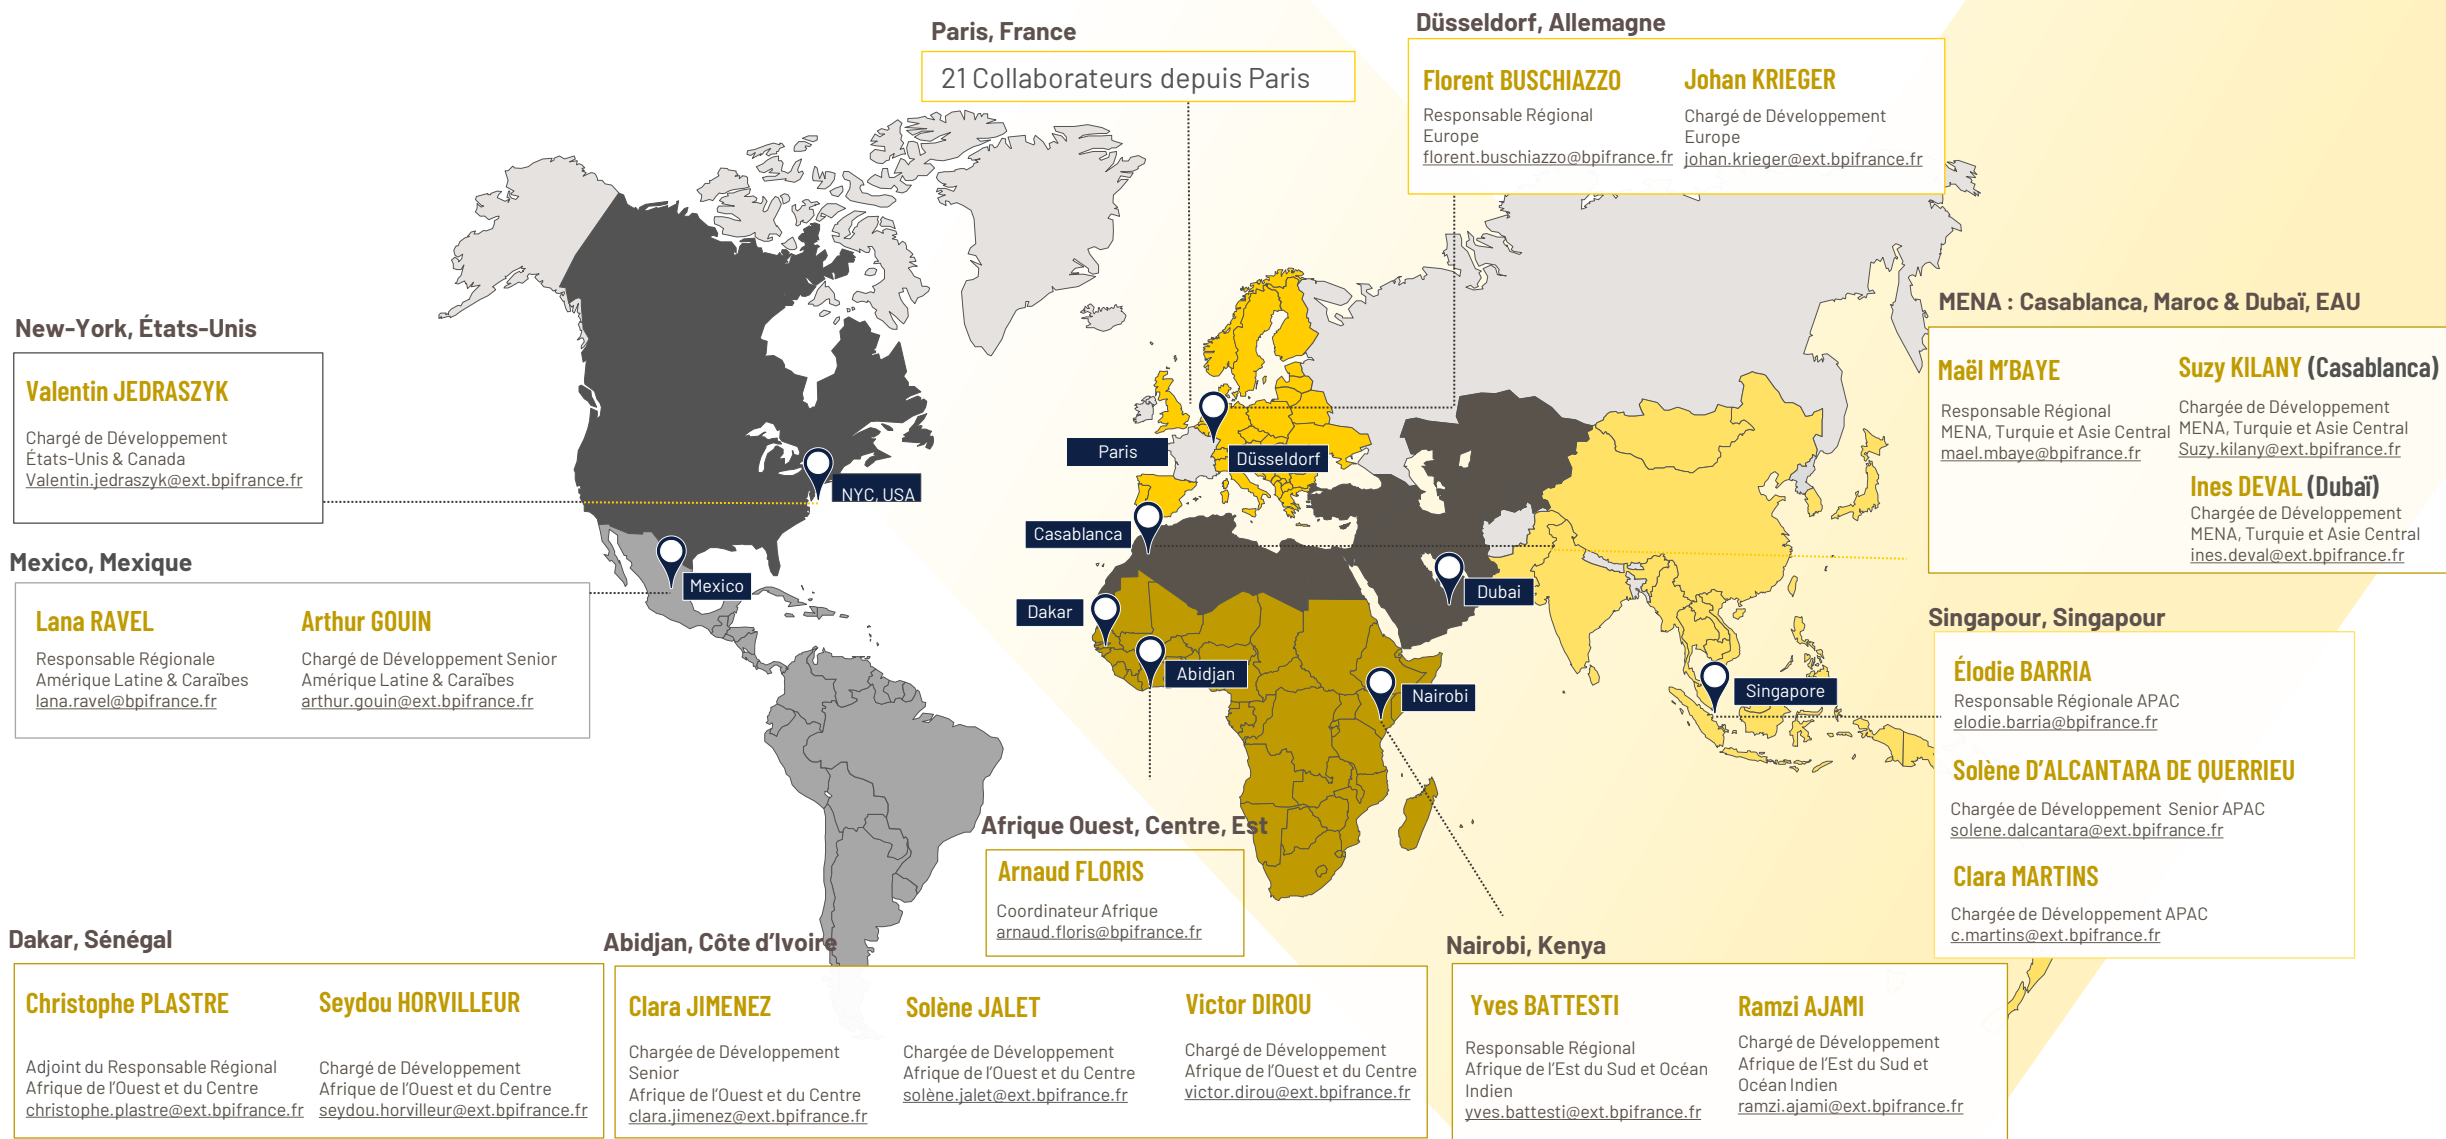 Paris, France
21 Collaborateurs depuis Paris
Düsseldorf, Allemagne
Florent BUSCHIAZZO
Responsable Régional
Europe
florent.buschiazzo@bpifrance.fr
Johan KRIEGER
Chargé de Développement
Europe
johan.krieger@ext.bpifrance.fr
New-York, États-Unis
Valentin JEDRASZYK
Chargé de Développement
États-Unis & Canada
Valentin.jedraszyk@ext.bpifrance.fr
MENA : Casablanca, Maroc & Dubaï, EAU
Maël M'BAYE
Responsable Régional
MENA, Turquie et Asie Central
mael.mbaye@bpifrance.fr
Suzy KILANY (Casablanca)
Chargée de Développement
MENA, Turquie et Asie Central
Suzy.kilany@ext.bpifrance.fr
Ines DEVAL (Dubaï)
Chargée de Développement
MENA, Turquie et Asie Central
ines.deval@ext.bpifrance.fr
Paris
Düsseldorf
NYC, USA
Casablanca
Mexico
Dakar
Dubai
Abidjan
Nairobi
Singapore
Mexico, Mexique
Lana RAVEL
Responsable Régionale
Amérique Latine & Caraïbes
lana.ravel@bpifrance.fr
Arthur GOUIN
Chargé de Développement Senior
Amérique Latine & Caraïbes
arthur.gouin@ext.bpifrance.fr
Singapour, Singapour
Élodie BARRIA
Responsable Régionale APAC
elodie.barria@bpifrance.fr
Solène D'ALCANTARA DE QUERRIEU
Chargée de Développement Senior APAC
solene.dalcantara@ext.bpifrance.fr
Clara MARTINS
Chargée de Développement APAC
c.martins@ext.bpifrance.fr
Afrique Ouest, Centre, Est
Arnaud FLORIS
Coordinateur Afrique
arnaud.floris@bpifrance.fr
Dakar, Sénégal
Christophe PLASTRE
Adjoint du Responsable Régional
Afrique de l'Ouest et du Centre
christophe.plastre@ext.bpifrance.fr
Seydou HORVILLEUR
Chargé de Développement
Afrique de l'Ouest et du Centre
seydou.horvilleur@ext.bpifrance.fr
Abidjan, Côte d'Ivoire
Clara JIMENEZ
Chargée de Développement
Senior
Afrique de l'Ouest et du Centre
clara.jimenez@ext.bpifrance.fr
Solène JALET
Chargée de Développement
Afrique de l'Ouest et du Centre
solène.jalet@ext.bpifrance.fr
Victor DIROU
Chargé de Développement
Afrique de l'Ouest et du Centre
victor.dirou@ext.bpifrance.fr
Nairobi, Kenya
Yves BATTESTI
Responsable Régional
Afrique de l'Est du Sud et Océan
Indien
yves.battesti@ext.bpifrance.fr
Ramzi AJAMI
Chargé de Développement
Afrique de l'Est du Sud et
Océan Indien
ramzi.ajami@ext.bpifrance.fr